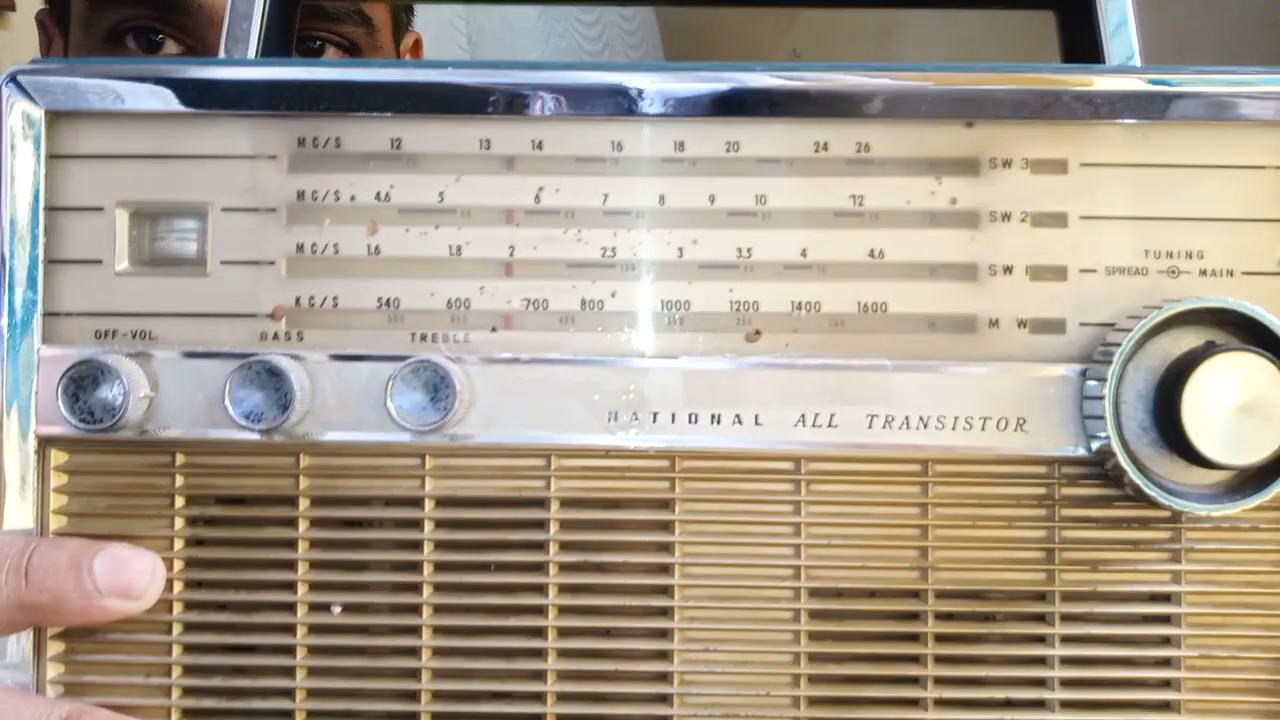 MC/S 12 13 14 16 18 20 24 26 SW 3
MC/S 4.6 5 6 7 8 9 10 12 SW 2
MC/S 1.6 1.8 2 2.5 3 3.5 4 4.6 SW 1
TUNING
SPREAD MAIN
KC/S 540 600 700 800 1000 1200 1400 1600 MW
OFF-VOL. BASS TREBLE
NATIONAL ALL TRANSISTOR